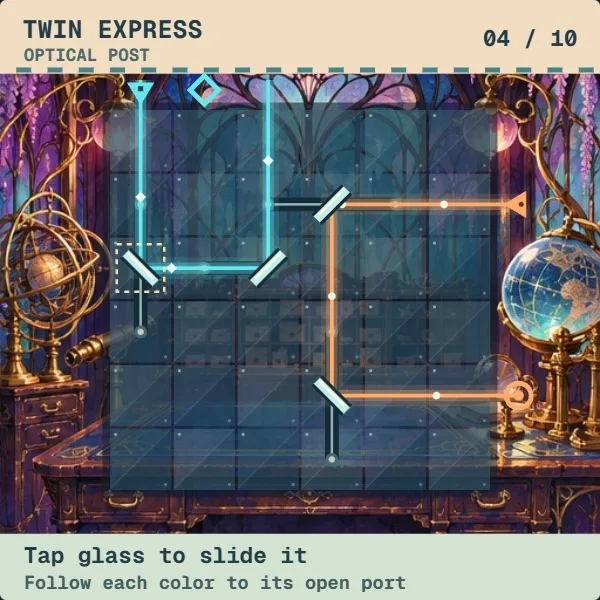 TWIN EXPRESS
OPTICAL POST
04 / 10
Tap glass to slide it
Follow each color to its open port